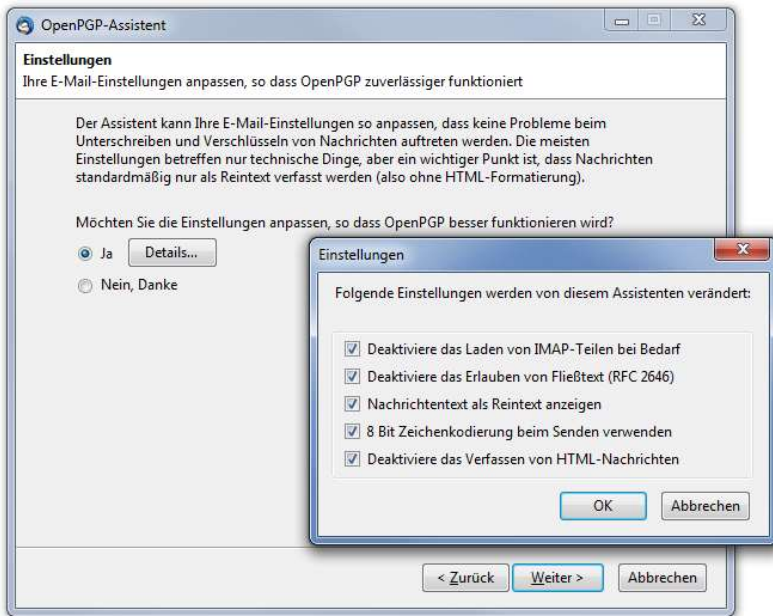 OpenPGP-Assistent
Einstellungen
Ihre E-Mail-Einstellungen anpassen, so dass OpenPGP zuverlässiger funktioniert
Der Assistent kann Ihre E-Mail-Einstellungen so anpassen, dass keine Probleme beim
Unterschreiben und Verschlüsseln von Nachrichten auftreten werden. Die meisten
Einstellungen betreffen nur technische Dinge, aber ein wichtiger Punkt ist, dass Nachrichten
standardmäßig nur als Reintext verfasst werden (also ohne HTML-Formatierung).
Möchten Sie die Einstellungen anpassen, so dass OpenPGP besser funktionieren wird?
Ja
Details...
Nein, Danke
Einstellungen
Folgende Einstellungen werden von diesem Assistenten verändert:
Deaktiviere das Laden von IMAP-Teilen bei Bedarf
Deaktiviere das Erlauben von Fließtext (RFC 2646)
Nachrichtentext als Reintext anzeigen
8 Bit Zeichenkodierung beim Senden verwenden
Deaktiviere das Verfassen von HTML-Nachrichten
OK
Abbrechen
< Zurück
Weiter >
Abbrechen